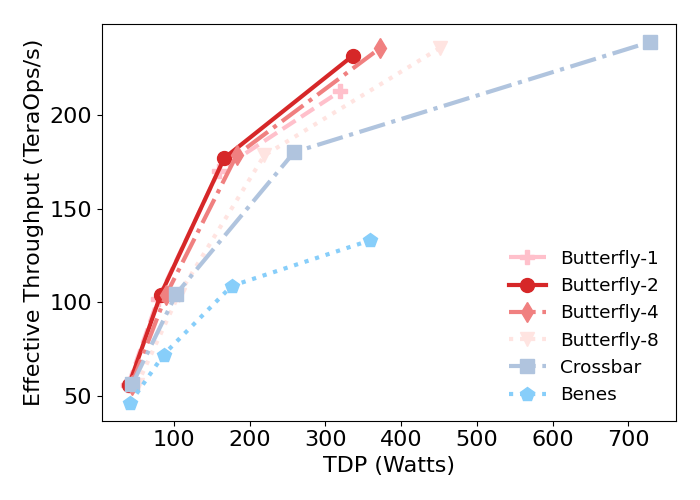 Effective Throughput (TeraOps/s)
200
150
100
50
Butterfly-1
Butterfly-2
Butterfly-4
Butterfly-8
Crossbar
Benes
100 200 300 400 500 600 700
TDP (Watts)